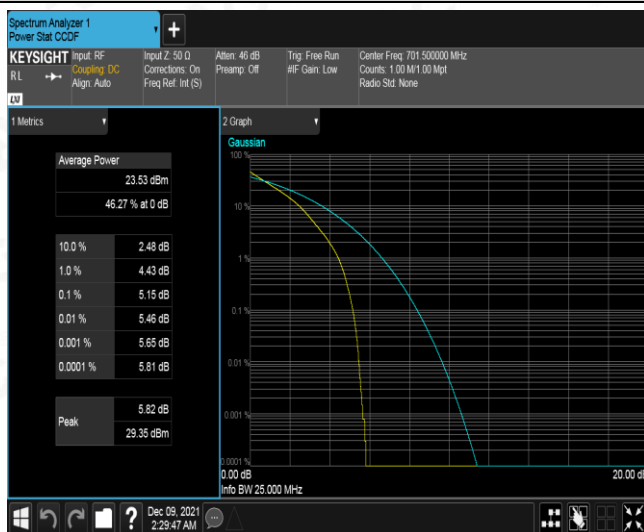 Spectrum Analyzer 1
Power Stat CCDF
+
KEYSIGHT
RL
LXI
Input: RF
Coupling: DC
Align: Auto
Input Z: 50 Ω
Corrections: On
Freq Ref: Int (S)
Atten: 46 dB
Preamp: Off
Trig: Free Run
#IF Gain: Low
Center Freq: 701.500000 MHz
Counts: 1.00 M/1.00 Mpt
Radio Std: None
1 Metrics
Average Power
23.53 dBm
46.27 % at 0 dB
10.0 % 2.48 dB
1.0 % 4.43 dB
0.1 % 5.15 dB
0.01 % 5.46 dB
0.001 % 5.65 dB
0.0001 % 5.81 dB
Peak 5.82 dB
29.35 dBm
2 Graph
Gaussian
100 %
10 %
1 %
0.1 %
0.01 %
0.001 %
0.0001 %
0.00 dB
20.00
Info BW 25.000 MHz
?
Dec 09, 2021
2:29:47 AM